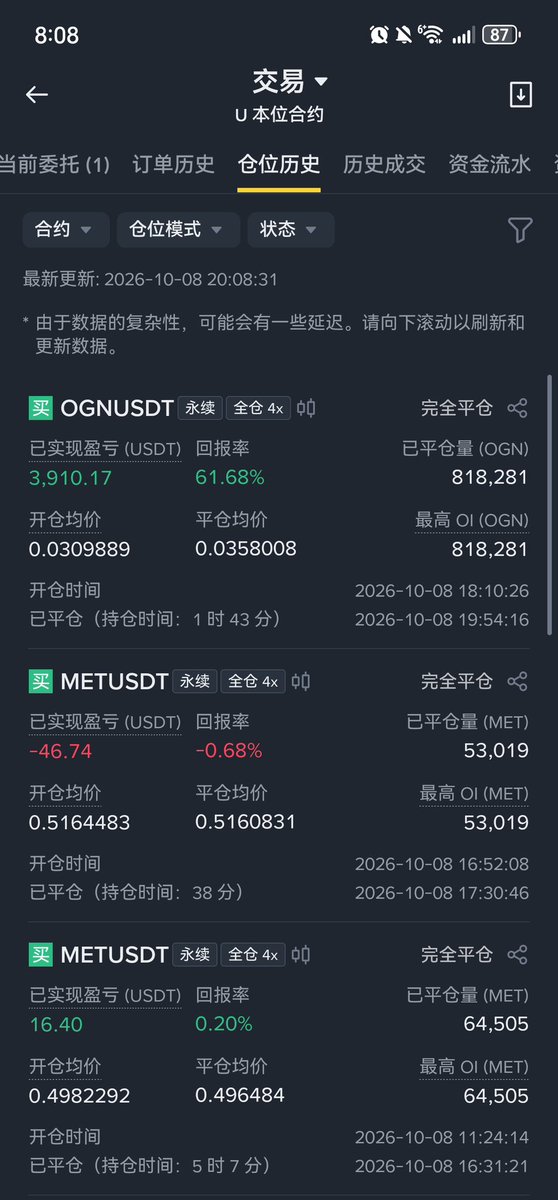 8:08
6
87
交易
U 本位合约
当前委托 (1) 订单历史 仓位历史 历史成交 资金流水
合约 仓位模式 状态
最新更新: 2026-10-08 20:08:31
* 由于数据的复杂性，可能会有一些延迟。请向下滚动以刷新和
更新数据。
买 OGNUSDT 永续 全仓 4x 完全平仓
已实现盈亏 (USDT) 回报率 已平仓量 (OGN)
3,910.17 61.68% 818,281
开仓均价 平仓均价 最高 OI (OGN)
0.0309889 0.0358008 818,281
开仓时间 2026-10-08 18:10:26
已平仓（持仓时间： 1 时 43 分） 2026-10-08 19:54:16
买 METUSDT 永续 全仓 4x 完全平仓
已实现盈亏 (USDT) 回报率 已平仓量 (MET)
-46.74 -0.68% 53,019
开仓均价 平仓均价 最高 OI (MET)
0.5164483 0.5160831 53,019
开仓时间 2026-10-08 16:52:08
已平仓（持仓时间： 38 分） 2026-10-08 17:30:46
买 METUSDT 永续 全仓 4x 完全平仓
已实现盈亏 (USDT) 回报率 已平仓量 (MET)
16.40 0.20% 64,505
开仓均价 平仓均价 最高 OI (MET)
0.4982292 0.496484 64,505
开仓时间 2026-10-08 11:24:14
已平仓（持仓时间： 5 时 7 分） 2026-10-08 16:31:21